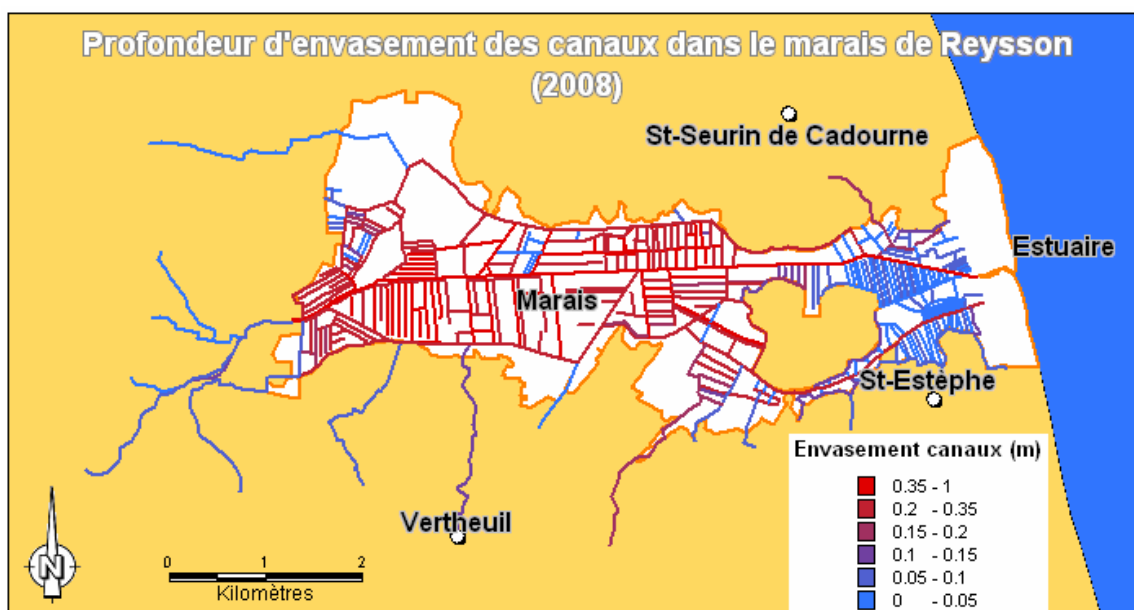 Profondeur d'envasement des canaux dans le marais de Reysson
(2008)
St-Seurin de Cadourne
Estuaire
Marais
St-Estèphe
Vertheuil
Envasement canaux (m)
0.35 - 1
0.2 - 0.35
0.15 - 0.2
0.1 - 0.15
0.05 - 0.1
0 - 0.05
N
0 1 2
Kilomètres